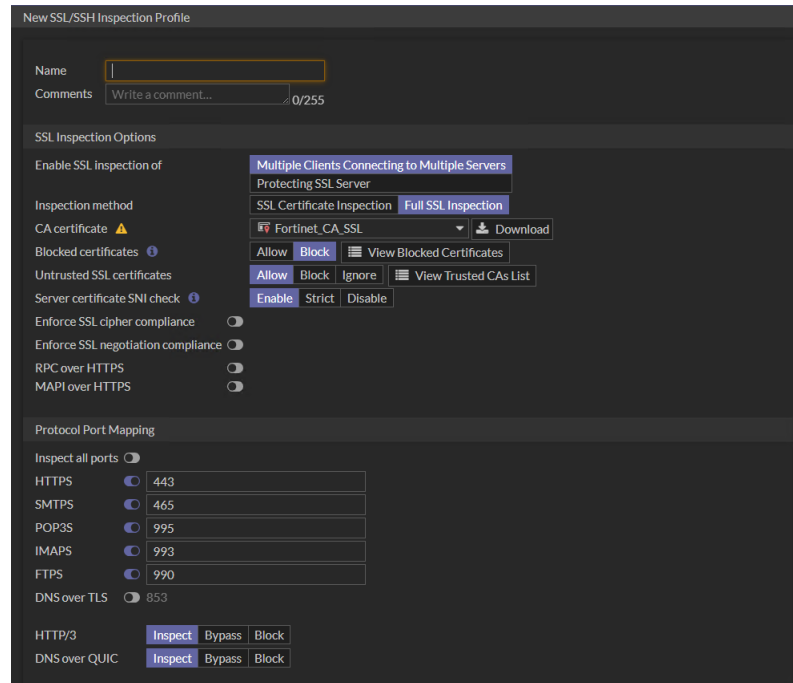 New SSL/SSH Inspection Profile
Name
Comments Write a comment... 0/255
SSL Inspection Options
Enable SSL inspection of Multiple Clients Connecting to Multiple Servers
Protecting SSL Server
Inspection method SSL Certificate Inspection Full SSL Inspection
CA certificate Fortinet_CA_SSL Download
Blocked certificates Allow Block View Blocked Certificates
Untrusted SSL certificates Allow Block Ignore View Trusted CAs List
Server certificate SNI check Enable Strict Disable
Enforce SSL cipher compliance
Enforce SSL negotiation compliance
RPC over HTTPS
MAPI over HTTPS
Protocol Port Mapping
Inspect all ports
HTTPS 443
SMTPS 465
POP3S 995
IMAPS 993
FTPS 990
DNS over TLS 853
HTTP/3 Inspect Bypass Block
DNS over QUIC Inspect Bypass Block